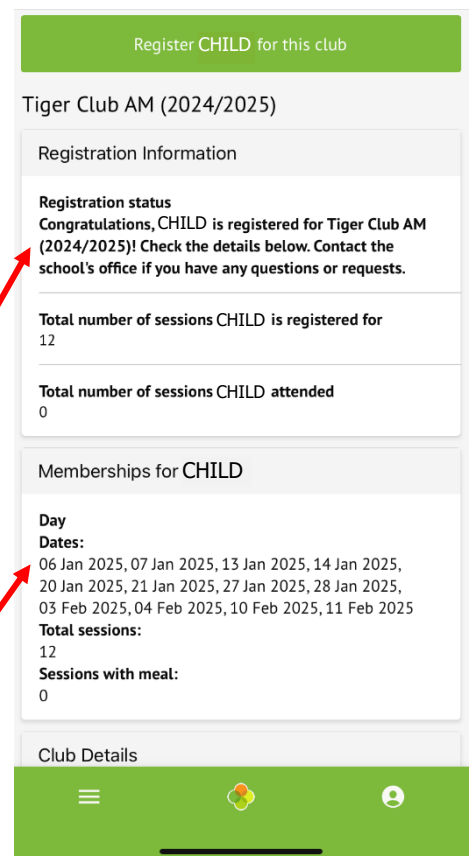 Register CHILD for this club
Tiger Club AM (2024/2025)
Registration Information
Registration status
Congratulations, CHILD is registered for Tiger Club AM
(2024/2025)! Check the details below. Contact the
school's office if you have any questions or requests.
Total number of sessions CHILD is registered for
12
Total number of sessions CHILD attended
0
Memberships for CHILD
Day
Dates:
06 Jan 2025, 07 Jan 2025, 13 Jan 2025, 14 Jan 2025,
20 Jan 2025, 21 Jan 2025, 27 Jan 2025, 28 Jan 2025,
03 Feb 2025, 04 Feb 2025, 10 Feb 2025, 11 Feb 2025
Total sessions:
12
Sessions with meal:
0
Club Details